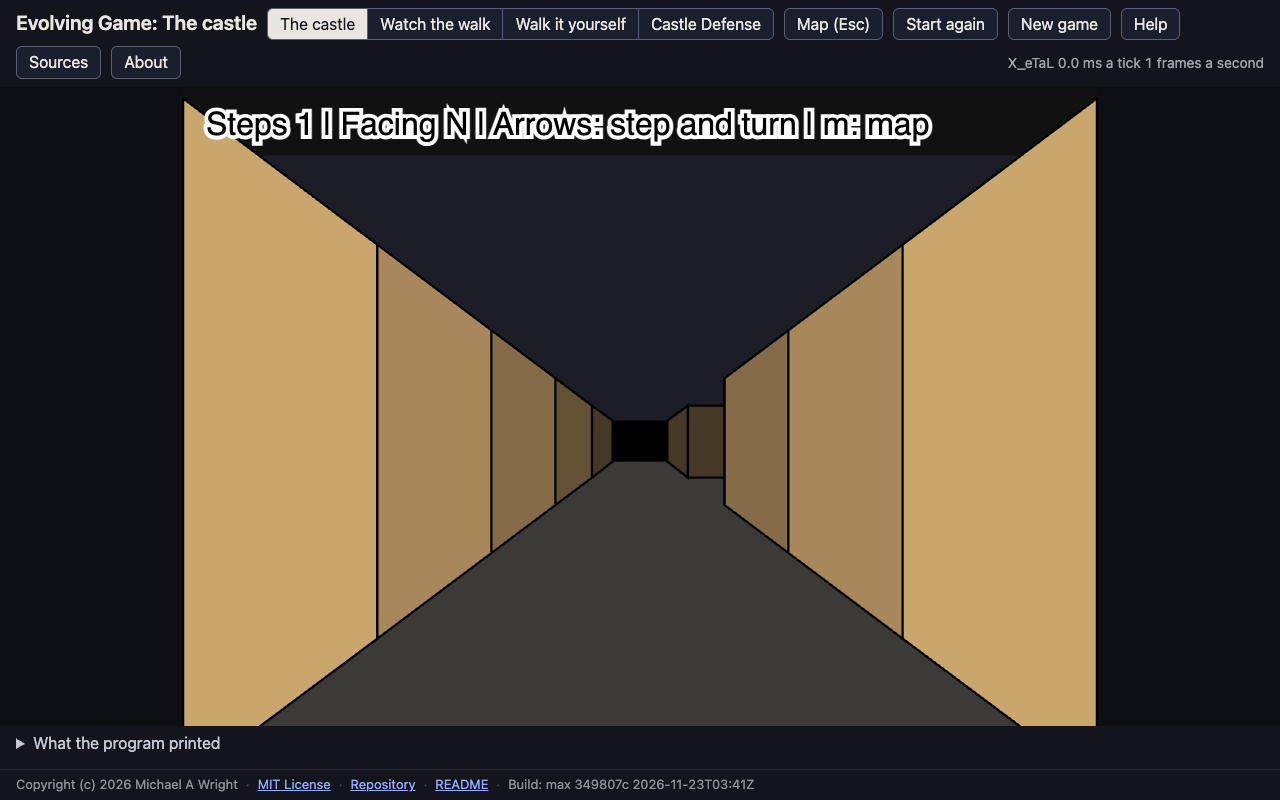 Evolving Game: The castle The castle Watch the walk Walk it yourself Castle Defense Map (Esc) Start again New game Help
Sources About X_eTaL 0.0 ms a tick 1 frames a second
Steps 1 | Facing N | Arrows: step and turn | m: map
What the program printed
Copyright (c) 2026 Michael A Wright · MIT License · Repository · README · Build: max 349807c 2026-11-23T03:41Z